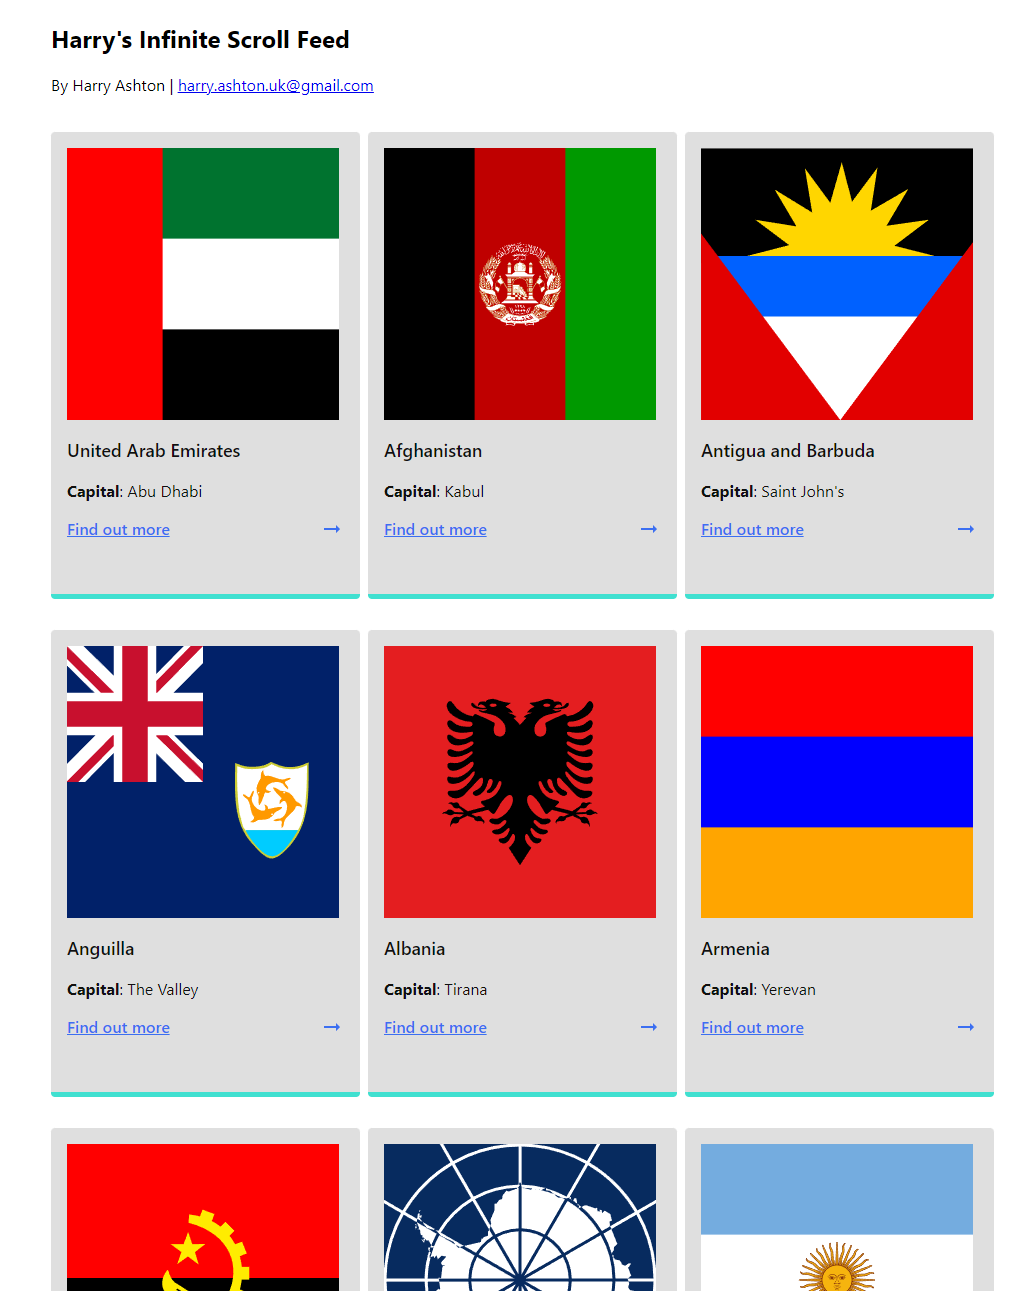 Harry's Infinite Scroll Feed
By Harry Ashton | harry.ashton.uk@gmail.com
United Arab Emirates
Capital: Abu Dhabi
Find out more
Afghanistan
Capital: Kabul
Find out more
Antigua and Barbuda
Capital: Saint John's
Find out more
Anguilla
Capital: The Valley
Find out more
Albania
Capital: Tirana
Find out more
Armenia
Capital: Yerevan
Find out more